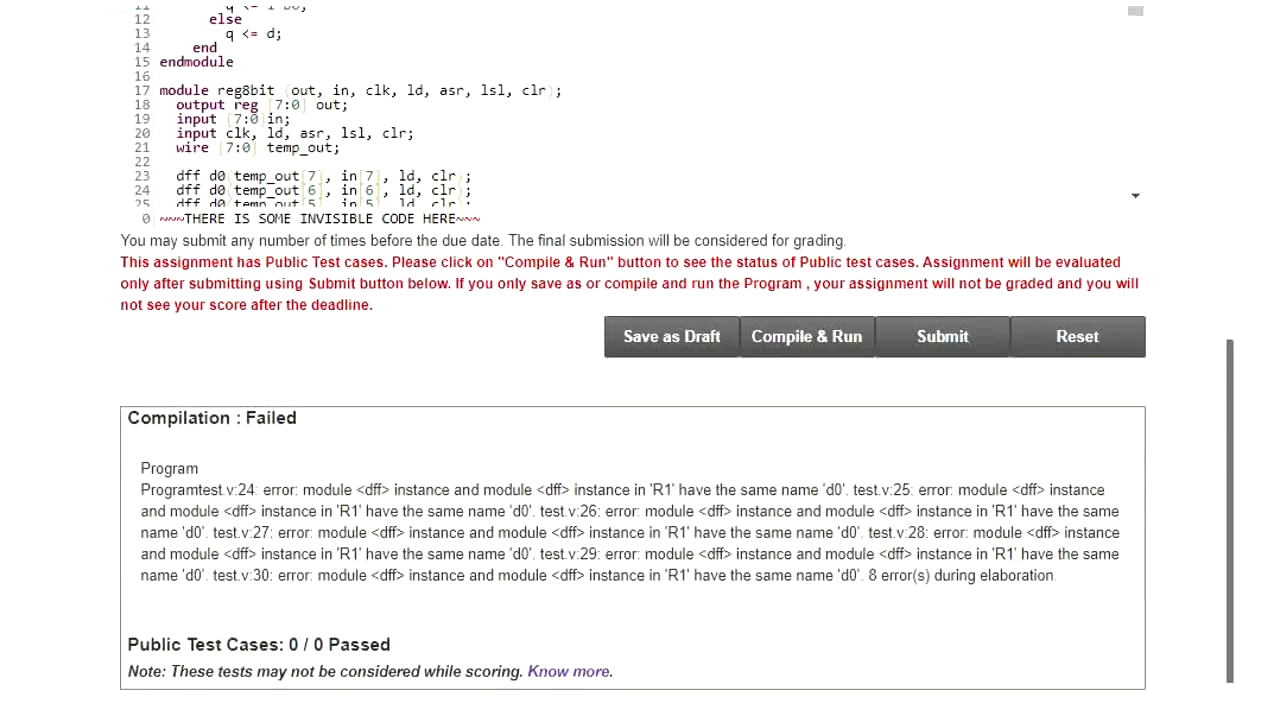 12 else
13 q <= d;
14 end
15 endmodule
16
17 module reg8bit (out, in, clk, ld, asr, lsl, clr);
18 output reg [7:0] out;
19 input [7:0]in;
20 input clk, ld, asr, lsl, clr;
21 wire [7:0] temp_out;
22
23 dff d0(temp_out[7], in[7], ld, clr);
24 dff d0(temp_out[6], in[6], ld, clr);
25 dff d0(temp_out[5], in[5], ld, clr);
0 ~~~THERE IS SOME INVISIBLE CODE HERE~~~
You may submit any number of times before the due date. The final submission will be considered for grading.
This assignment has Public Test cases. Please click on "Compile & Run" button to see the status of Public test cases. Assignment will be evaluated
only after submitting using Submit button below. If you only save as or compile and run the Program , your assignment will not be graded and you will
not see your score after the deadline.
Save as Draft Compile & Run Submit Reset
Compilation : Failed
Program
Programtest.v:24: error: module <dff> instance and module <dff> instance in 'R1' have the same name 'd0'. test.v:25: error: module <dff> instance
and module <dff> instance in 'R1' have the same name 'd0'. test.v:26: error: module <dff> instance and module <dff> instance in 'R1' have the same
name 'd0'. test.v:27: error: module <dff> instance and module <dff> instance in 'R1' have the same name 'd0'. test.v:28: error: module <dff> instance
and module <dff> instance in 'R1' have the same name 'd0'. test.v:29: error: module <dff> instance and module <dff> instance in 'R1' have the same
name 'd0'. test.v:30: error: module <dff> instance and module <dff> instance in 'R1' have the same name 'd0'. 8 error(s) during elaboration.
Public Test Cases: 0 / 0 Passed
Note: These tests may not be considered while scoring. Know more.